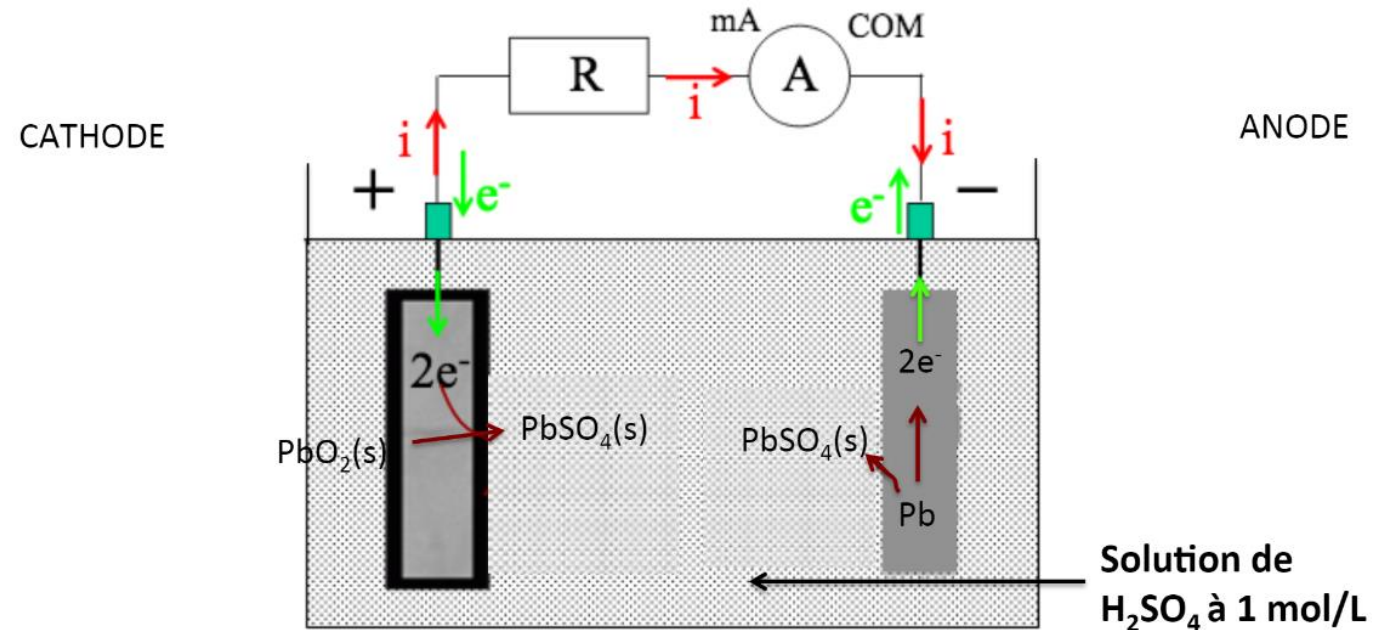 mA
COM
R
A
i
CATHODE
ANODE
i
i
+
−
e⁻
e⁻
2e⁻
2e⁻
PbO₂(s)
PbSO₄(s)
PbSO₄(s)
Pb
Solution de
H₂SO₄ à 1 mol/L